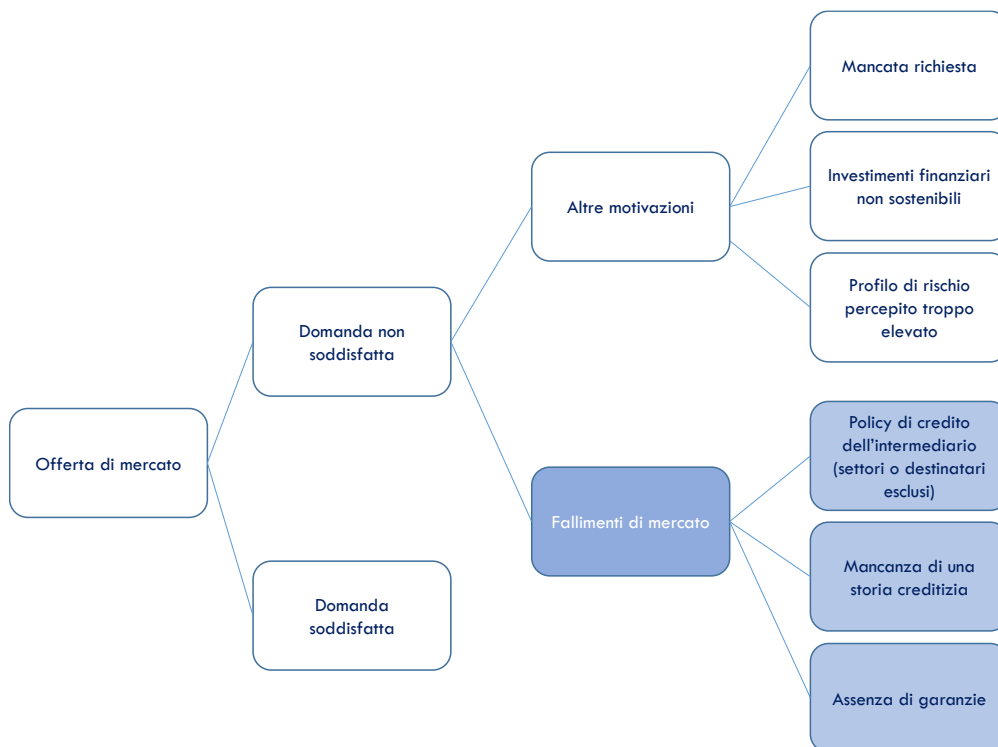 Mancata richiesta
Investimenti finanziari
non sostenibili
Altre motivazioni
Profilo di rischio
percepito troppo
elevato
Domanda non
soddisfatta
Offerta di mercato
Policy di credito
dell'intermediario
(settori o destinatari
esclusi)
Fallimenti di mercato
Mancanza di una
storia creditizia
Domanda
soddisfatta
Assenza di garanzie